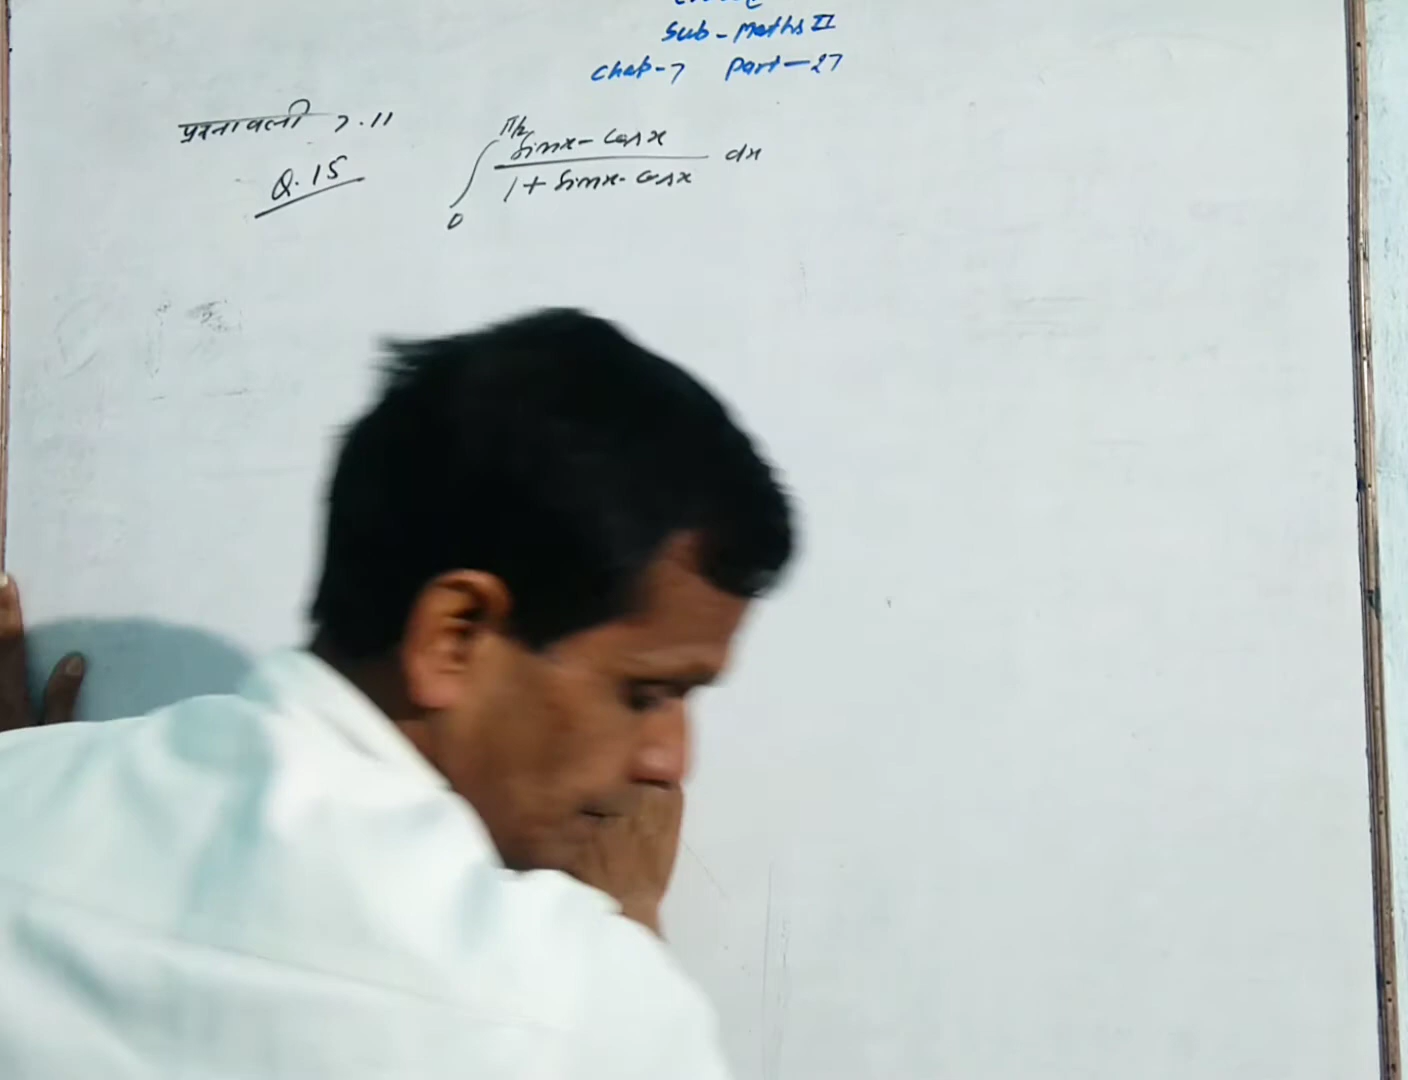 Sub - Maths II
Chap-7 Part-27
प्रश्नावली 7.11
Q.15 ∫₀^{π/2} (sinx - cosx)/(1 + sinx·cosx) dx